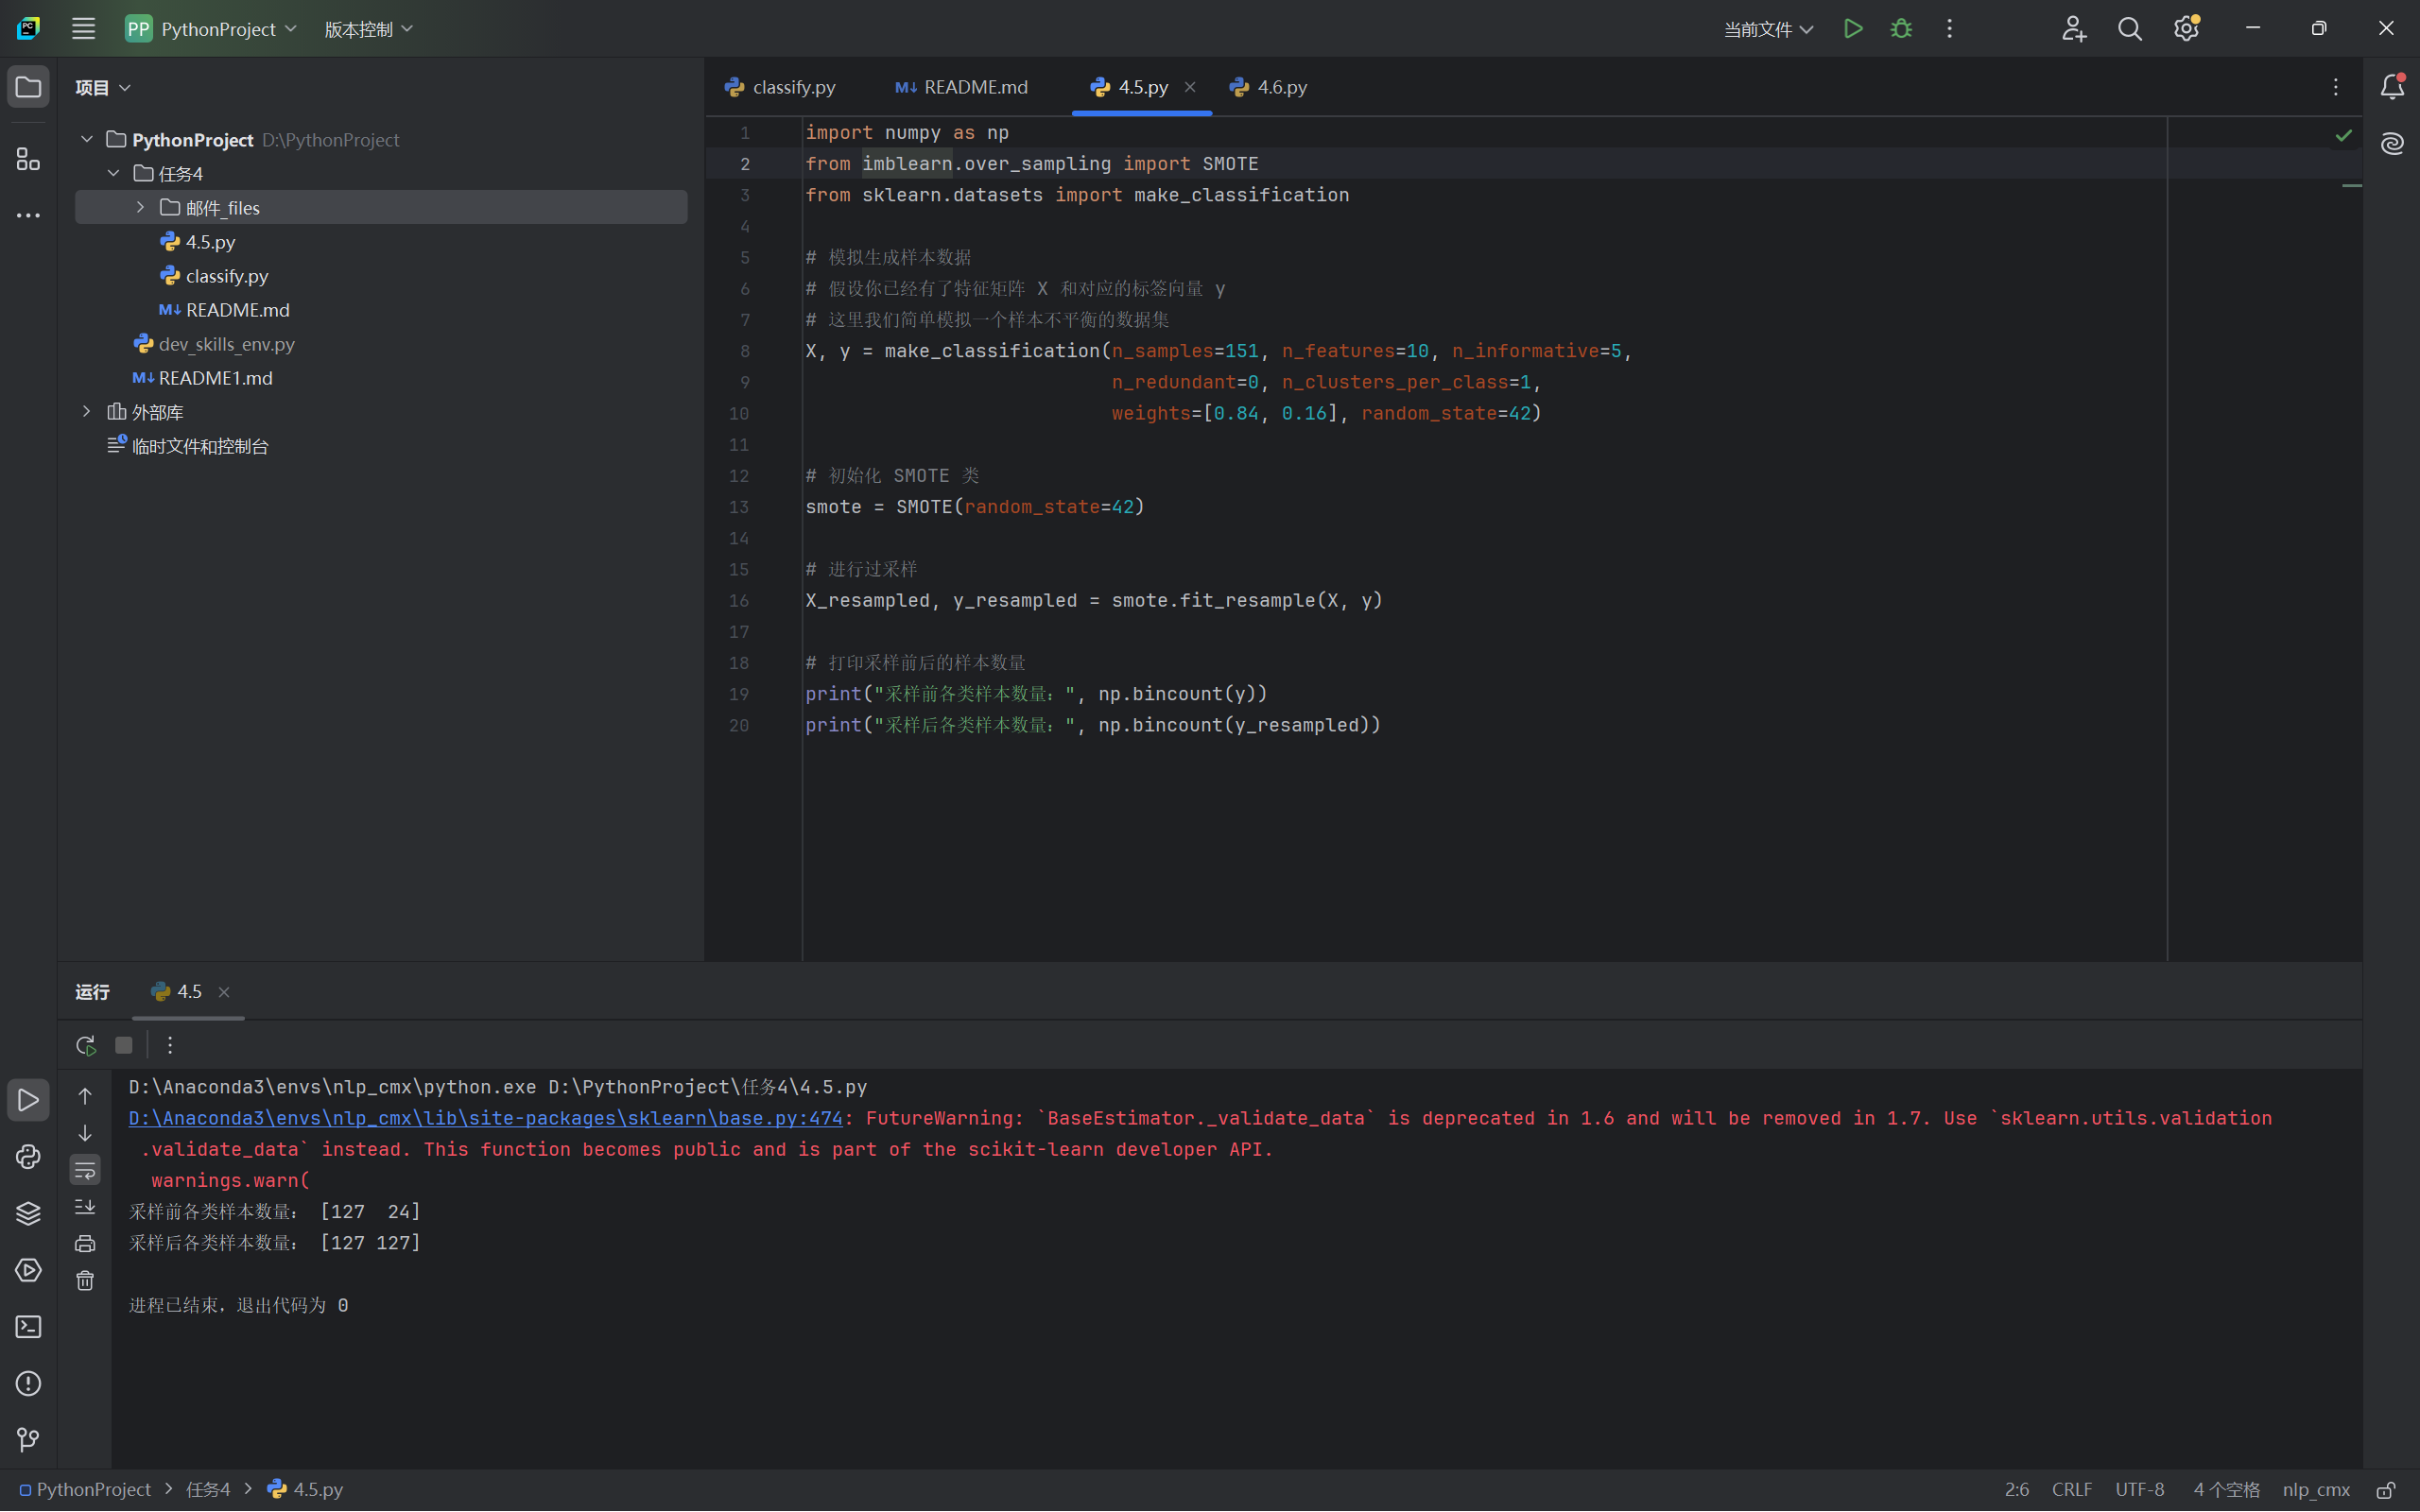 PC
PP PythonProject 版本控制 当前文件
项目
PythonProject D:\PythonProject
任务4
邮件_files
4.5.py
classify.py
M↓ README.md
dev_skills_env.py
M↓ README1.md
外部库
临时文件和控制台
classify.py M↓ README.md 4.5.py 4.6.py
1 import numpy as np
2 from imblearn.over_sampling import SMOTE
3 from sklearn.datasets import make_classification
4
5 # 模拟生成样本数据
6 # 假设你已经有了特征矩阵 X 和对应的标签向量 y
7 # 这里我们简单模拟一个样本不平衡的数据集
8 X, y = make_classification(n_samples=151, n_features=10, n_informative=5,
9 n_redundant=0, n_clusters_per_class=1,
10 weights=[0.84, 0.16], random_state=42)
11
12 # 初始化 SMOTE 类
13 smote = SMOTE(random_state=42)
14
15 # 进行过采样
16 X_resampled, y_resampled = smote.fit_resample(X, y)
17
18 # 打印采样前后的样本数量
19 print("采样前各类样本数量：", np.bincount(y))
20 print("采样后各类样本数量：", np.bincount(y_resampled))
运行 4.5
D:\Anaconda3\envs\nlp_cmx\python.exe D:\PythonProject\任务4\4.5.py
D:\Anaconda3\envs\nlp_cmx\lib\site-packages\sklearn\base.py:474: FutureWarning: `BaseEstimator._validate_data` is deprecated in 1.6 and will be removed in 1.7. Use `sklearn.utils.validation
.validate_data` instead. This function becomes public and is part of the scikit-learn developer API.
warnings.warn(
采样前各类样本数量： [127  24]
采样后各类样本数量： [127 127]
进程已结束，退出代码为 0
PythonProject > 任务4 > 4.5.py 2:6 CRLF UTF-8 4 个空格 nlp_cmx